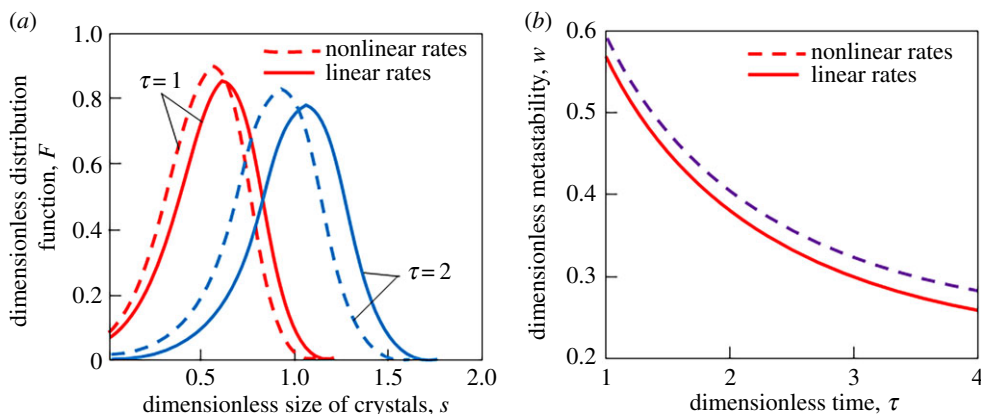 (a)
1.0
0.8
0.6
0.4
0.2
0
0.5
1.0
1.5
2.0
nonlinear rates
linear rates
τ=1
τ=2
dimensionless distribution
function, F
dimensionless size of crystals, s
(b)
0.6
0.5
0.4
0.3
0.2
1
2
3
4
nonlinear rates
linear rates
dimensionless metastability, w
dimensionless time, τ